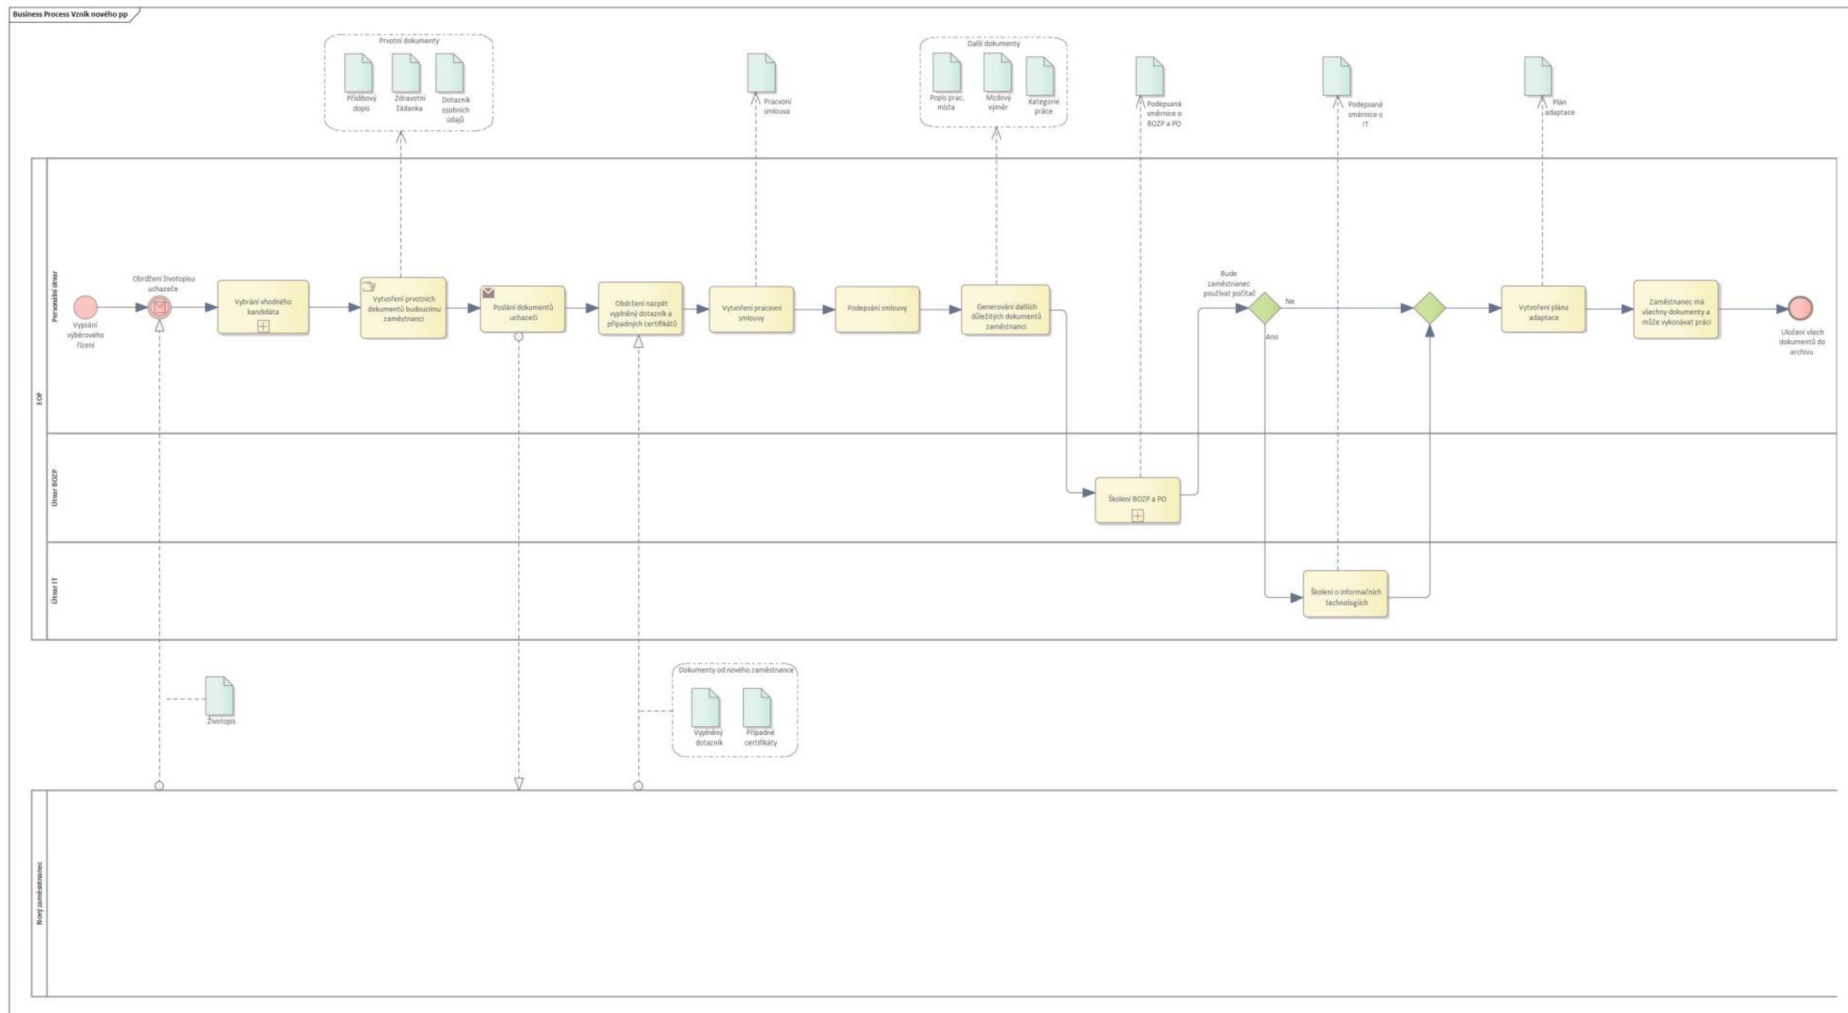 Business Process Vznik nového pp
Prvotní dokumenty
Příslibový
dopis
Zdravotní
žádanka
Dotazník
osobních
údajů
Pracvoní
smlouva
Další dokumenty
Popis prac.
místa
Mzdový
výměr
Kategorie
práce
Podepsaná
směrnice o
BOZP a PO
Podepsaná
směrnice o
IT
Plán
adaptace
ECP
Personální útvar
Vypsání
výběrového
řízení
Obrdžení životopisu
uchazeče
Vybrání vhodného
kandidáta
Vytvoření prvotních
dokumentů budoucímu
zaměstnanci
Poslání dokumentů
uchazeči
Obdržení nazpět
vyplněný dotazník a
případných certifikátů
Vytvoření pracovní
smlouvy
Podepsání smlouvy
Generování dalších
důležitých dokumentů
zaměstnanci
Bude
zaměstnanec
používat počítač
Ne
Ano
Vytvoření plánu
adaptace
Zaměstnanec má
všechny dokumenty a
může vykonávat práci
Uložení všech
dokumentů do
archivu
Útvar BOZP
Školení BOZP a PO
Útvar IT
Školení o informačních
technologiích
Životopis
Dokumenty od nového zaměstnance
Vyplněný
dotazník
Případné
certifikáty
Nový zaměstnanec